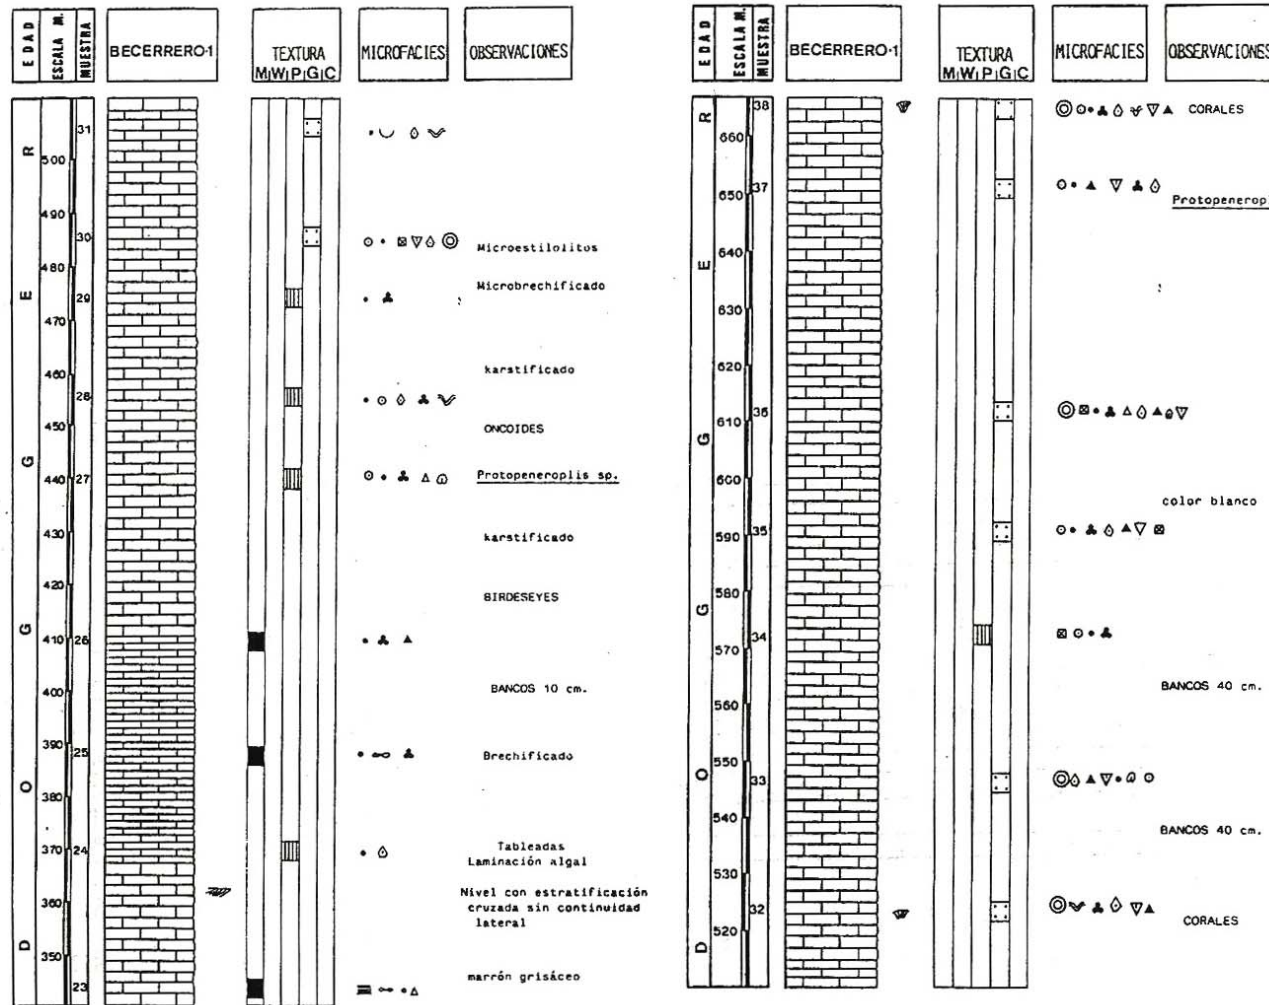 EDAD
ESCALA M.
MUESTRA
BECERRERO-1
TEXTURA
M W P G C
MICROFACIES
OBSERVACIONES
DOGGER
31
500
490
30
480
Microestilolitos
Microbrechificado
29
470
460
karstificado
28
450
ONCOIDES
440
27
Protopeneroplis sp.
430
karstificado
420
BIRDESEYES
410
26
400
BANCOS 10 cm.
390
25
Brechificado
380
370
24
Tableadas
Laminación algal
360
Nivel con estratificación
cruzada sin continuidad
lateral
350
marrón grisáceo
23
EDAD
ESCALA M.
MUESTRA
BECERRERO-1
TEXTURA
M W P G C
MICROFACIES
OBSERVACIONES
DOGGER
38
CORALES
660
37
650
Protopenerop
640
630
620
36
610
600
color blanco
35
590
580
34
570
BANCOS 40 cm.
560
550
33
540
BANCOS 40 cm.
530
32
CORALES
520